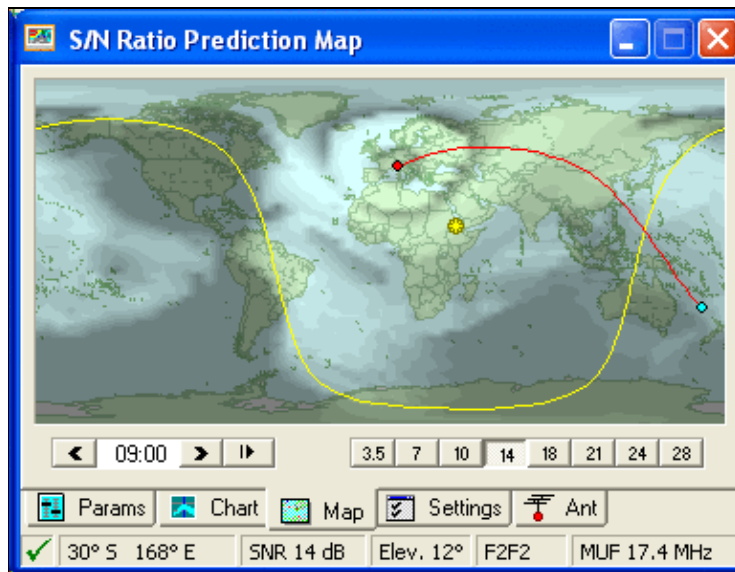 S/N Ratio Prediction Map
09:00 3.5 7 10 14 18 21 24 28
Params Chart Map Settings Ant
30° S 168° E SNR 14 dB Elev. 12° F2F2 MUF 17.4 MHz